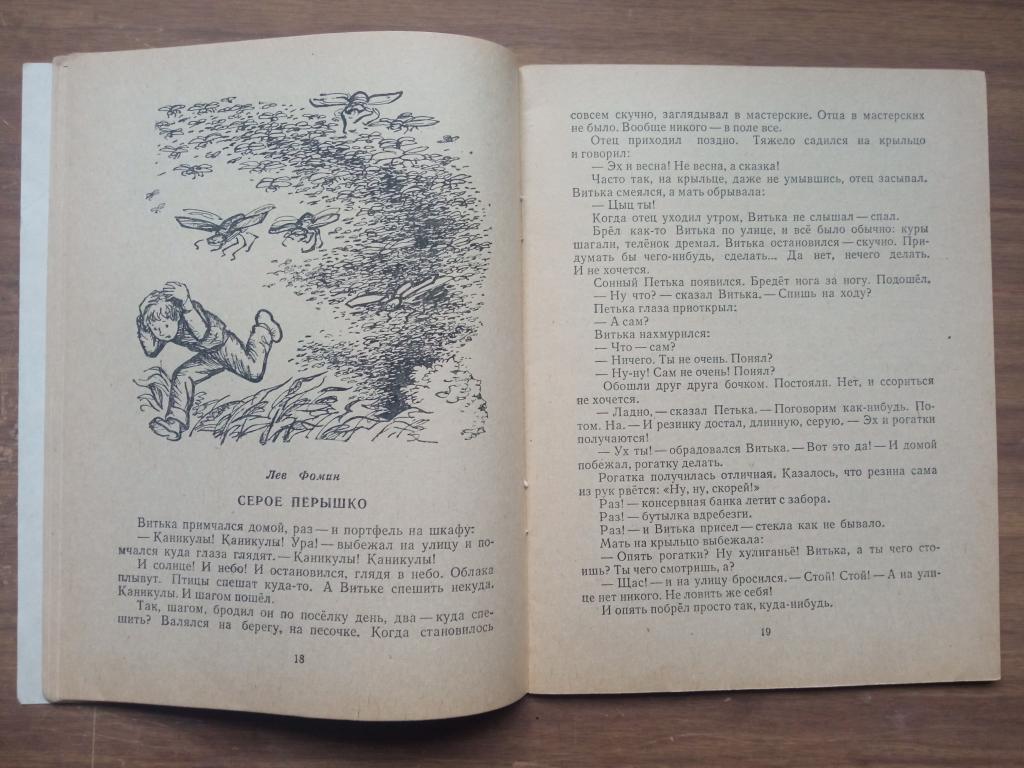 Лев Фомин
СЕРОЕ ПЕРЫШКО
Витька примчался домой, раз — и портфель на шкафу:
— Каникулы! Каникулы! Ура! — выбежал на улицу и по-
мчался куда глаза глядят. — Каникулы! Каникулы!
И солнце! И небо! И остановился, глядя в небо. Облака
плывут. Птицы спешат куда-то. А Витьке спешить некуда.
Каникулы. И шагом пошёл.
Так, шагом, бродил он по посёлку день, два — куда спе-
шить? Валялся на берегу, на песочке. Когда становилось
18
совсем скучно, заглядывал в мастерские. Отца в мастерских
не было. Вообще никого — в поле все.
Отец приходил поздно. Тяжело садился на крыльцо
и говорил:
— Эх и весна! Не весна, а сказка!
Часто так, на крыльце, даже не умывшись, отец засыпал.
Витька смеялся, а мать обрывала:
— Цыц ты!
Когда отец уходил утром, Витька не слышал — спал.
Брёл как-то Витька по улице, и всё было обычно: куры
шагали, телёнок дремал. Витька остановился — скучно. При-
думать бы чего-нибудь, сделать... Да нет, нечего делать.
И не хочется.
Сонный Петька появился. Бредёт нога за ногу. Подошёл.
— Ну что? — сказал Витька. — Спишь на ходу?
Петька глаза приоткрыл:
— А сам?
Витька нахмурился:
— Что — сам?
— Ничего. Ты не очень. Понял?
— Ну-ну! Сам не очень! Понял?
Обошли друг друга бочком. Постояли. Нет, и ссориться
не хочется.
— Ладно, — сказал Петька. — Поговорим как-нибудь. По-
том. На. — И резинку достал, длинную, серую. — Эх и рогатки
получаются!
— Ух ты! — обрадовался Витька. — Вот это да! — И домой
побежал, рогатку делать.
Рогатка получилась отличная. Казалось, что резина сама
из рук рвётся: «Ну, ну, скорей!»
Раз! — консервная банка летит с забора.
Раз! — бутылка вдребезги.
Раз! — и Витька присел — стекла как не бывало.
Мать на крыльцо выбежала:
— Опять рогатки? Ну хулиганьё! Витька, а ты чего сто-
ишь? Ты чего смотришь, а?
— Щас! — и на улицу бросился. — Стой! Стой! — А на ули-
це нет никого. Не ловить же себя!
И опять побрёл просто так, куда-нибудь.
19